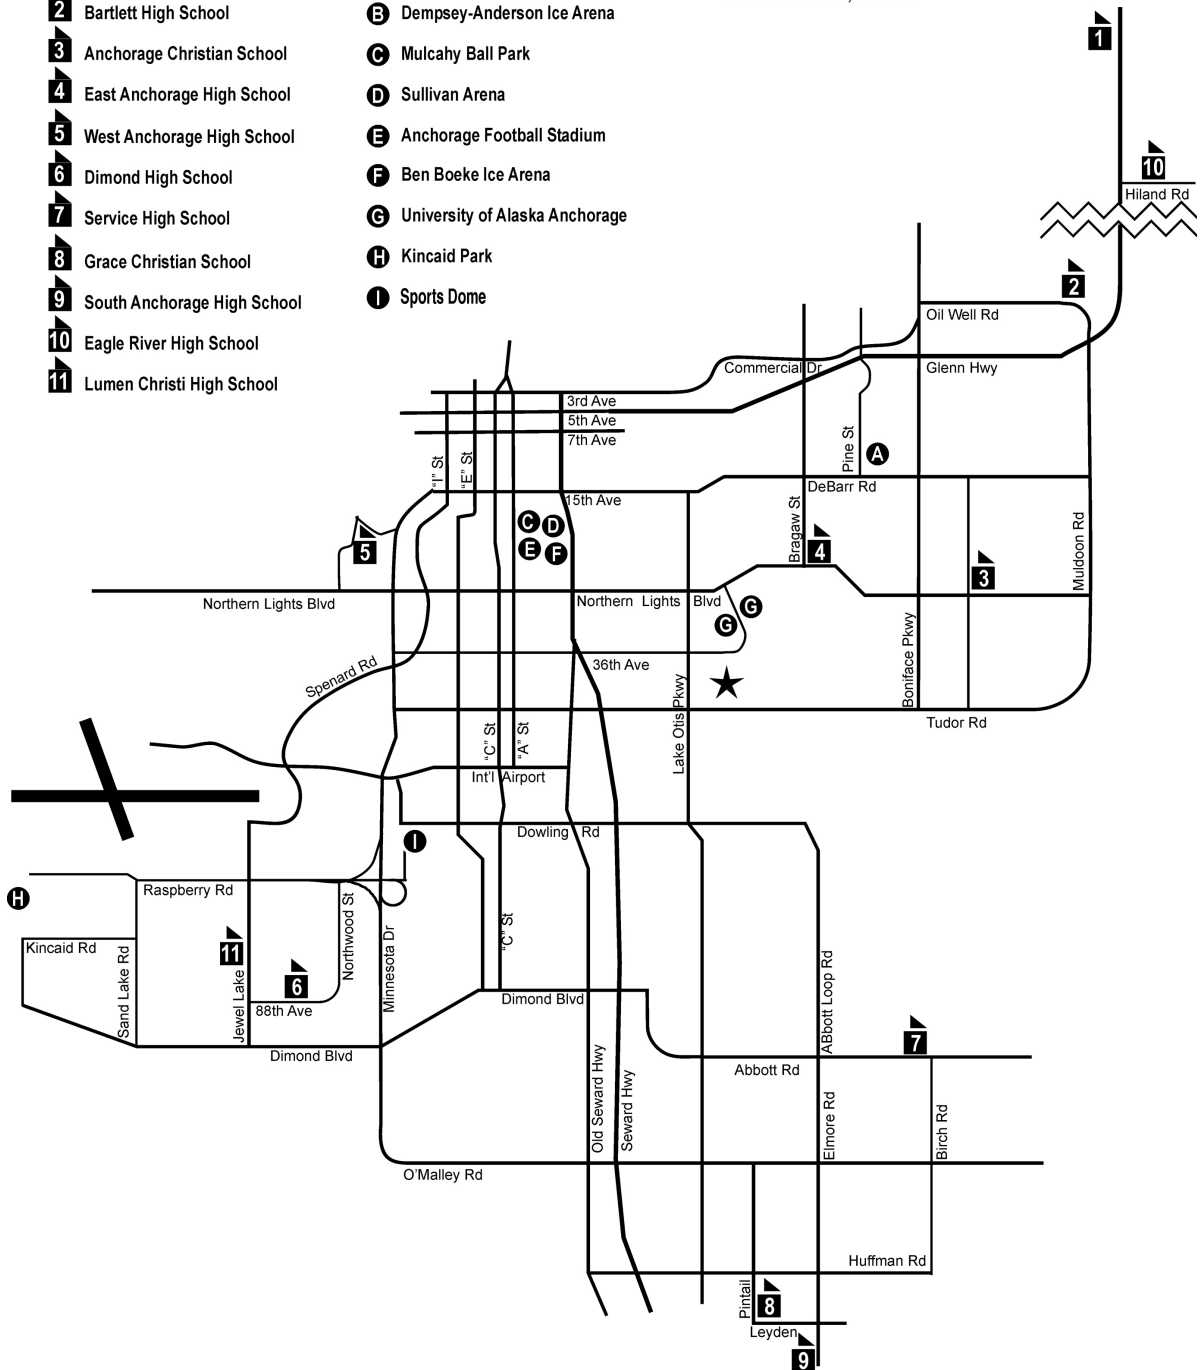 2 Bartlett High School
3 Anchorage Christian School
4 East Anchorage High School
5 West Anchorage High School
6 Dimond High School
7 Service High School
8 Grace Christian School
9 South Anchorage High School
10 Eagle River High School
11 Lumen Christi High School
B Dempsey-Anderson Ice Arena
C Mulcahy Ball Park
D Sullivan Arena
E Anchorage Football Stadium
F Ben Boeke Ice Arena
G University of Alaska Anchorage
H Kincaid Park
I Sports Dome
1
10
Hiland Rd
2
Oil Well Rd
Commercial Dr
Glenn Hwy
3rd Ave
5th Ave
7th Ave
"I" St
"E" St
Pine St
A
DeBarr Rd
15th Ave
Bragaw St
Muldoon Rd
C
D
E
F
5
4
3
Northern Lights Blvd
Northern Lights Blvd
G
G
Boniface Pkwy
36th Ave
Spenard Rd
Lake Otis Pkwy
Tudor Rd
"C" St
"A" St
Int'l Airport
Dowling Rd
I
H
Raspberry Rd
Northwood St
Kincaid Rd
Sand Lake Rd
11
Jewel Lake
6
88th Ave
Minnesota Dr
"C" St
Dimond Blvd
Dimond Blvd
ABbott Loop Rd
7
Abbott Rd
Old Seward Hwy
Seward Hwy
Elmore Rd
Birch Rd
O'Malley Rd
Huffman Rd
Pintail
8
Leyden
9